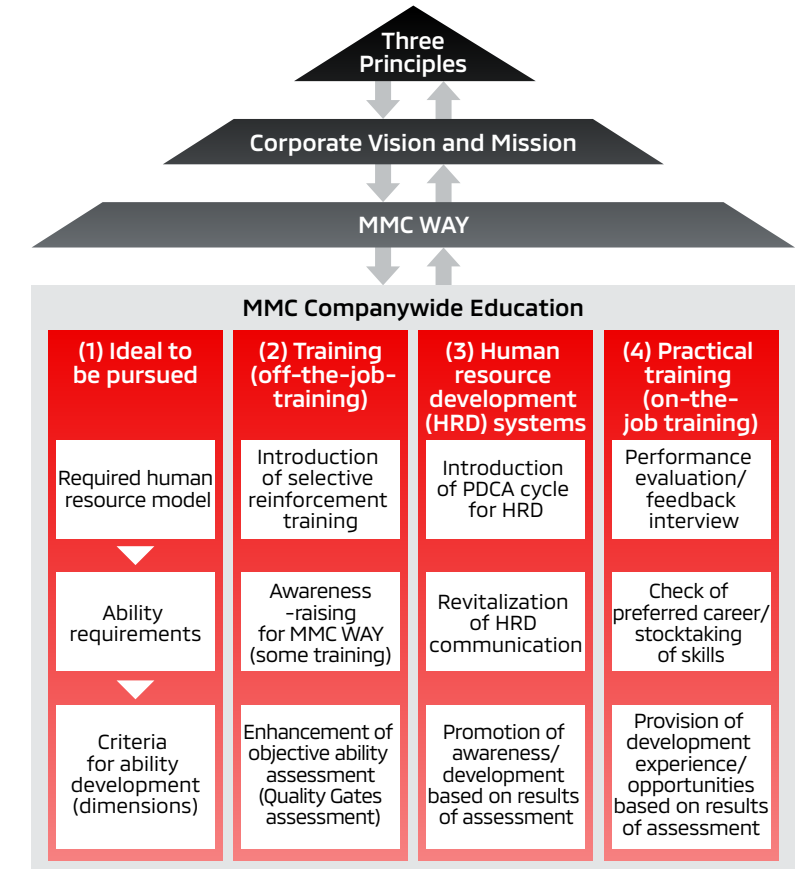 Three
Principles
Corporate Vision and Mission
MMC WAY
MMC Companywide Education
(1) Ideal to
be pursued
Required human
resource model
Ability
requirements
Criteria
for ability
development
(dimensions)
(2) Training
(off-the-job-
training)
Introduction
of selective
reinforcement
training
Awareness
-raising
for MMC WAY
(some training)
Enhancement of
objective ability
assessment
(Quality Gates
assessment)
(3) Human
resource
development
(HRD) systems
Introduction
of PDCA cycle
for HRD
Revitalization
of HRD
communication
Promotion of
awareness/
development
based on results
of assessment
(4) Practical
training
(on-the-
job training)
Performance
evaluation/
feedback
interview
Check of
preferred career/
stocktaking
of skills
Provision of
development
experience/
opportunities
based on results
of assessment